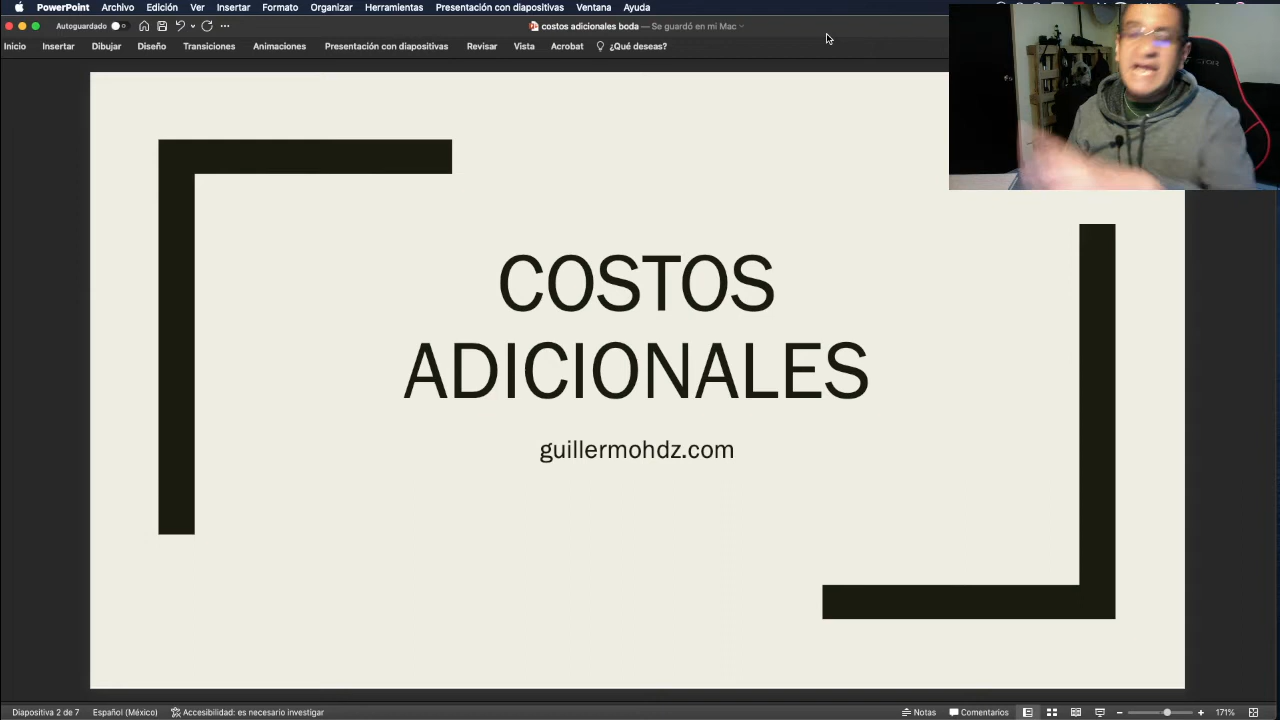 PowerPoint Archivo Edición Ver Insertar Formato Organizar Herramientas Presentación con diapositivas Ventana Ayuda
Autoguardado costos adicionales boda — Se guardó en mi Mac
Inicio Insertar Dibujar Diseño Transiciones Animaciones Presentación con diapositivas Revisar Vista Acrobat ¿Qué deseas?
COSTOS
ADICIONALES
guillermohdz.com
Diapositiva 2 de 7 Español (México) Accesibilidad: es necesario investigar Notas Comentarios 171%